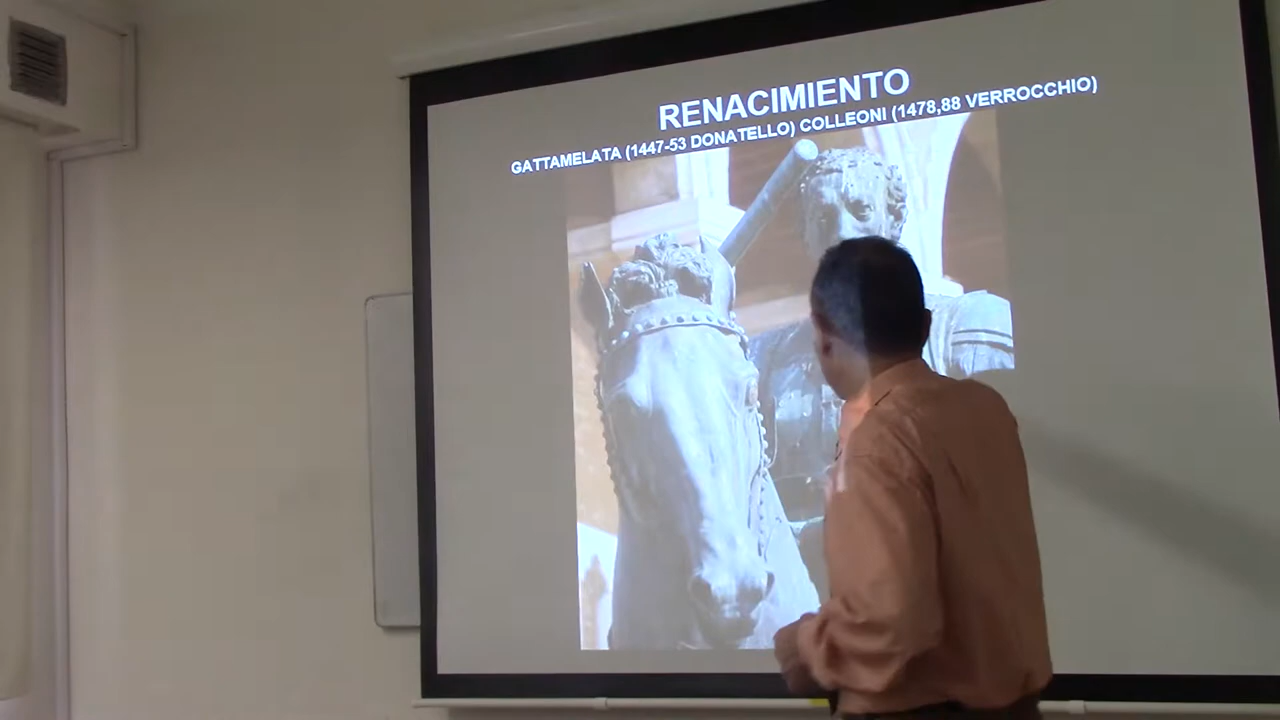 RENACIMIENTO
GATTAMELATA (1447-53 DONATELLO) COLLEONI (1478,88 VERROCCHIO)